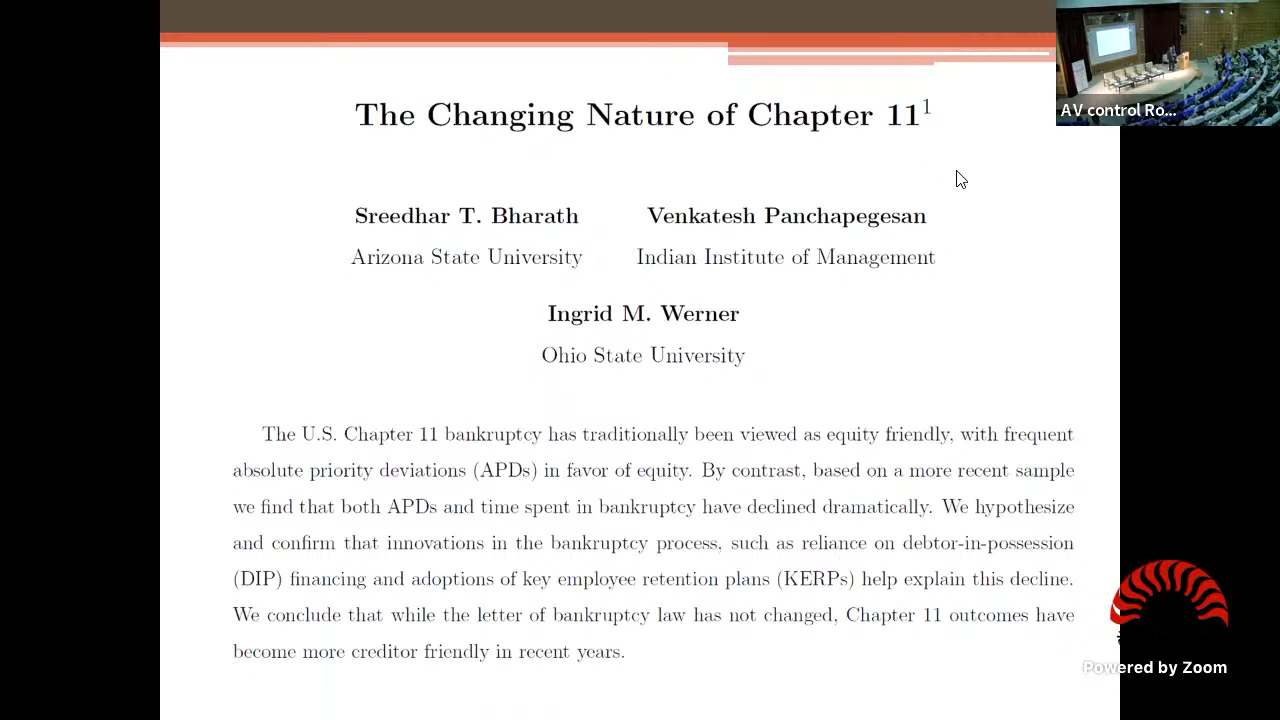 The Changing Nature of Chapter 11¹
AV control Ro...
Sreedhar T. Bharath Venkatesh Panchapegesan
Arizona State University Indian Institute of Management
Ingrid M. Werner
Ohio State University
The U.S. Chapter 11 bankruptcy has traditionally been viewed as equity friendly, with frequent
absolute priority deviations (APDs) in favor of equity. By contrast, based on a more recent sample
we find that both APDs and time spent in bankruptcy have declined dramatically. We hypothesize
and confirm that innovations in the bankruptcy process, such as reliance on debtor-in-possession
(DIP) financing and adoptions of key employee retention plans (KERPs) help explain this decline.
We conclude that while the letter of bankruptcy law has not changed, Chapter 11 outcomes have
become more creditor friendly in recent years.
Powered by Zoom